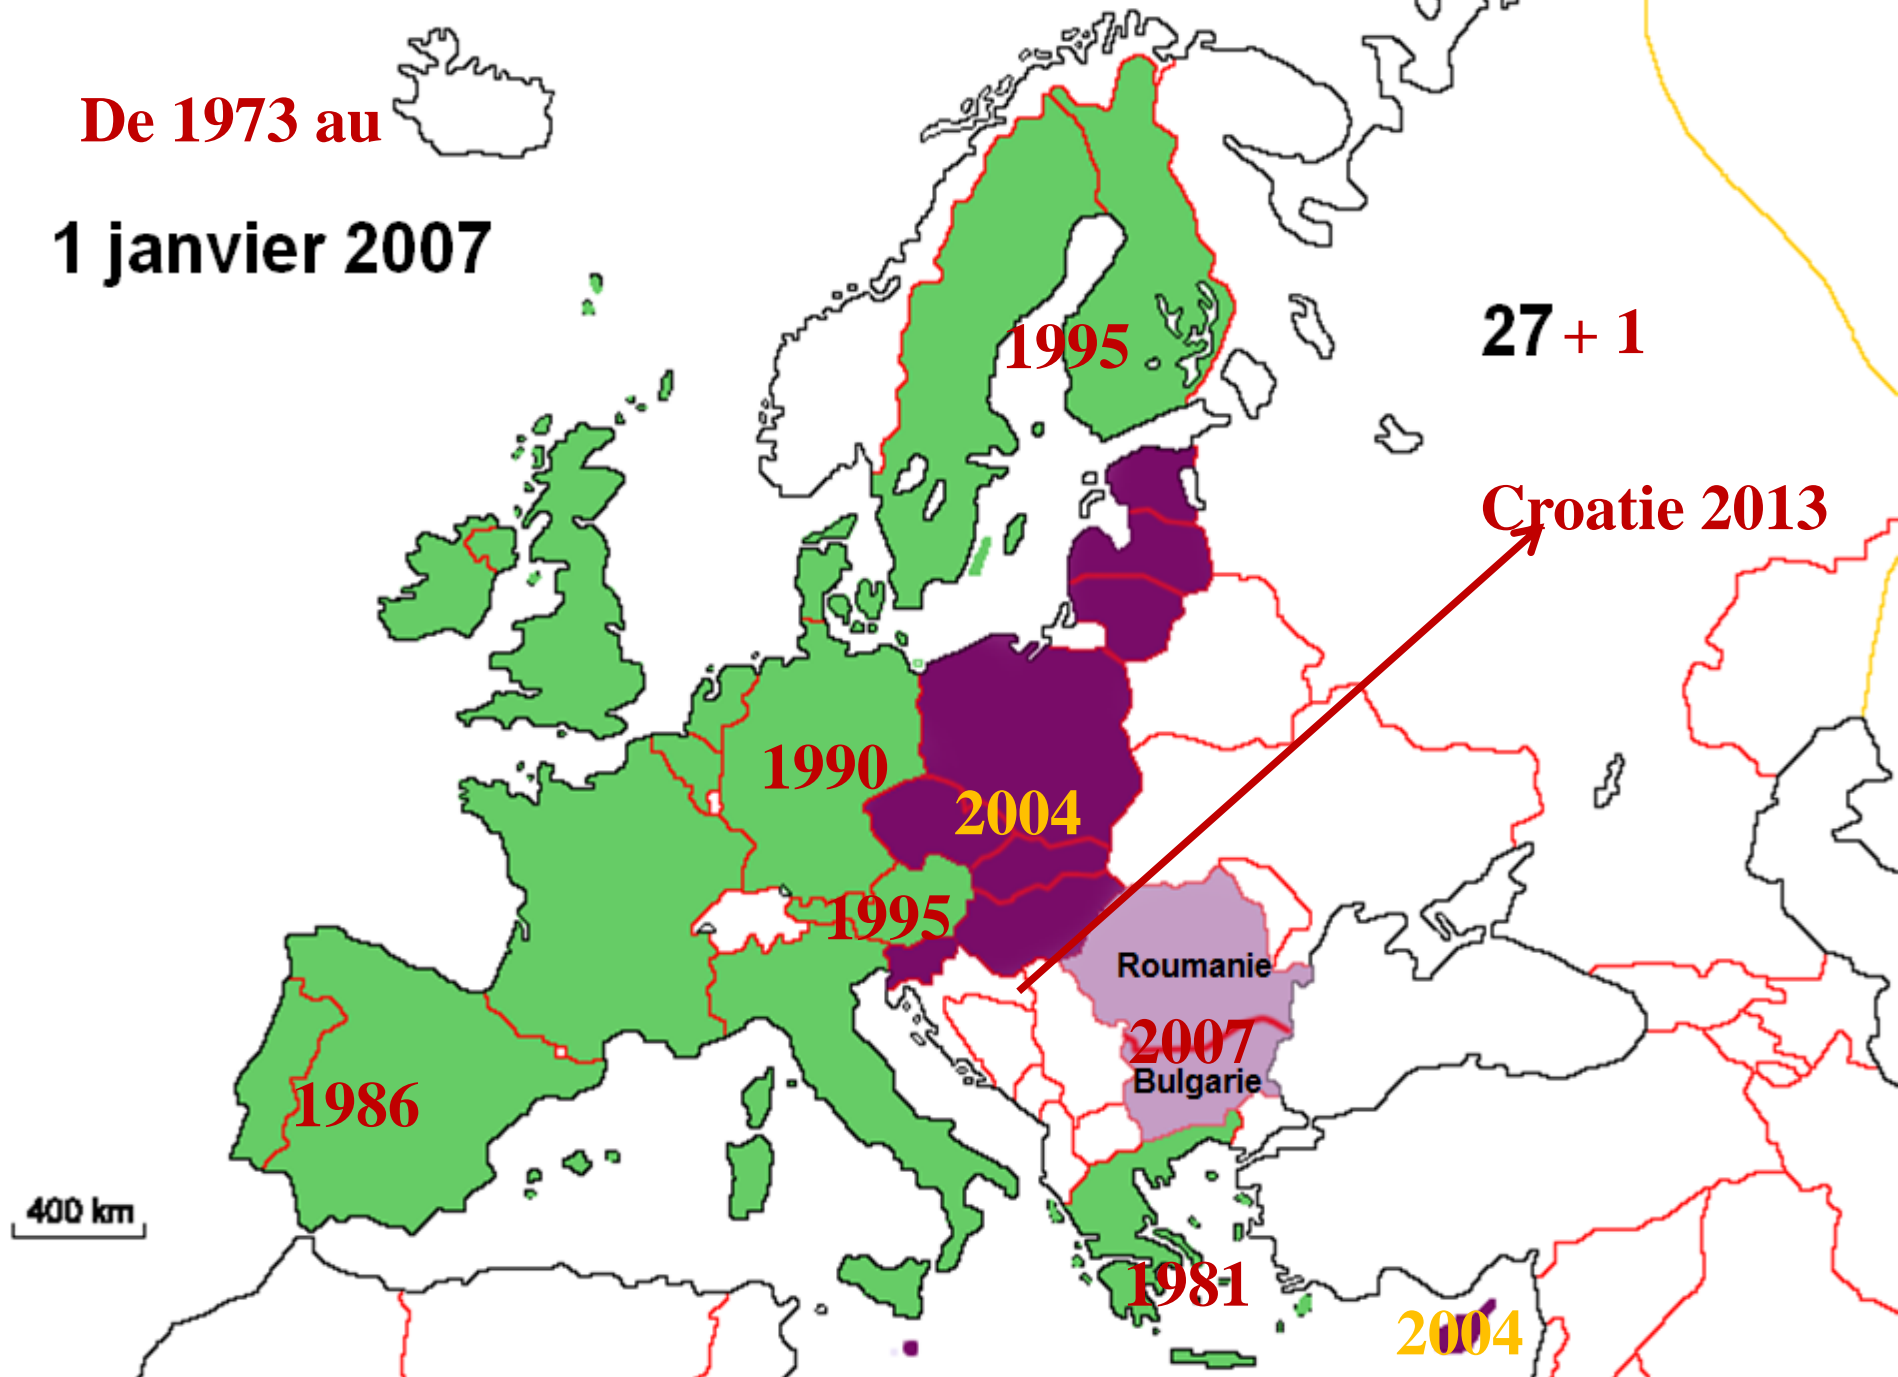 De 1973 au
1 janvier 2007
27 + 1
1995
Croatie 2013
1990
2004
1995
Roumanie
2007
Bulgarie
1986
400 km
1981
2004